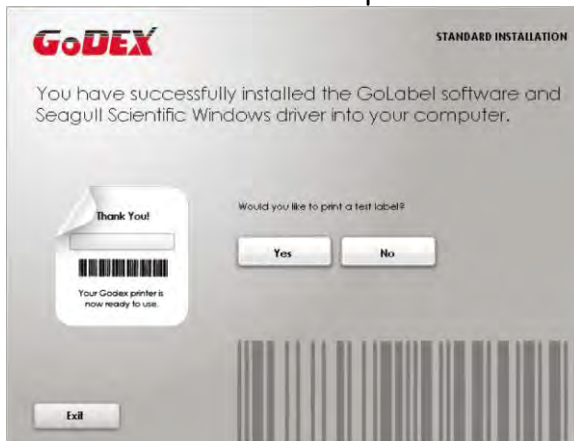 GoDEX
STANDARD INSTALLATION
You have successfully installed the GoLabel software and
Seagull Scientific Windows driver into your computer.
Thank You!
Your Godex printer is
now ready to use.
Would you like to print a test label?
Yes
No
Exit